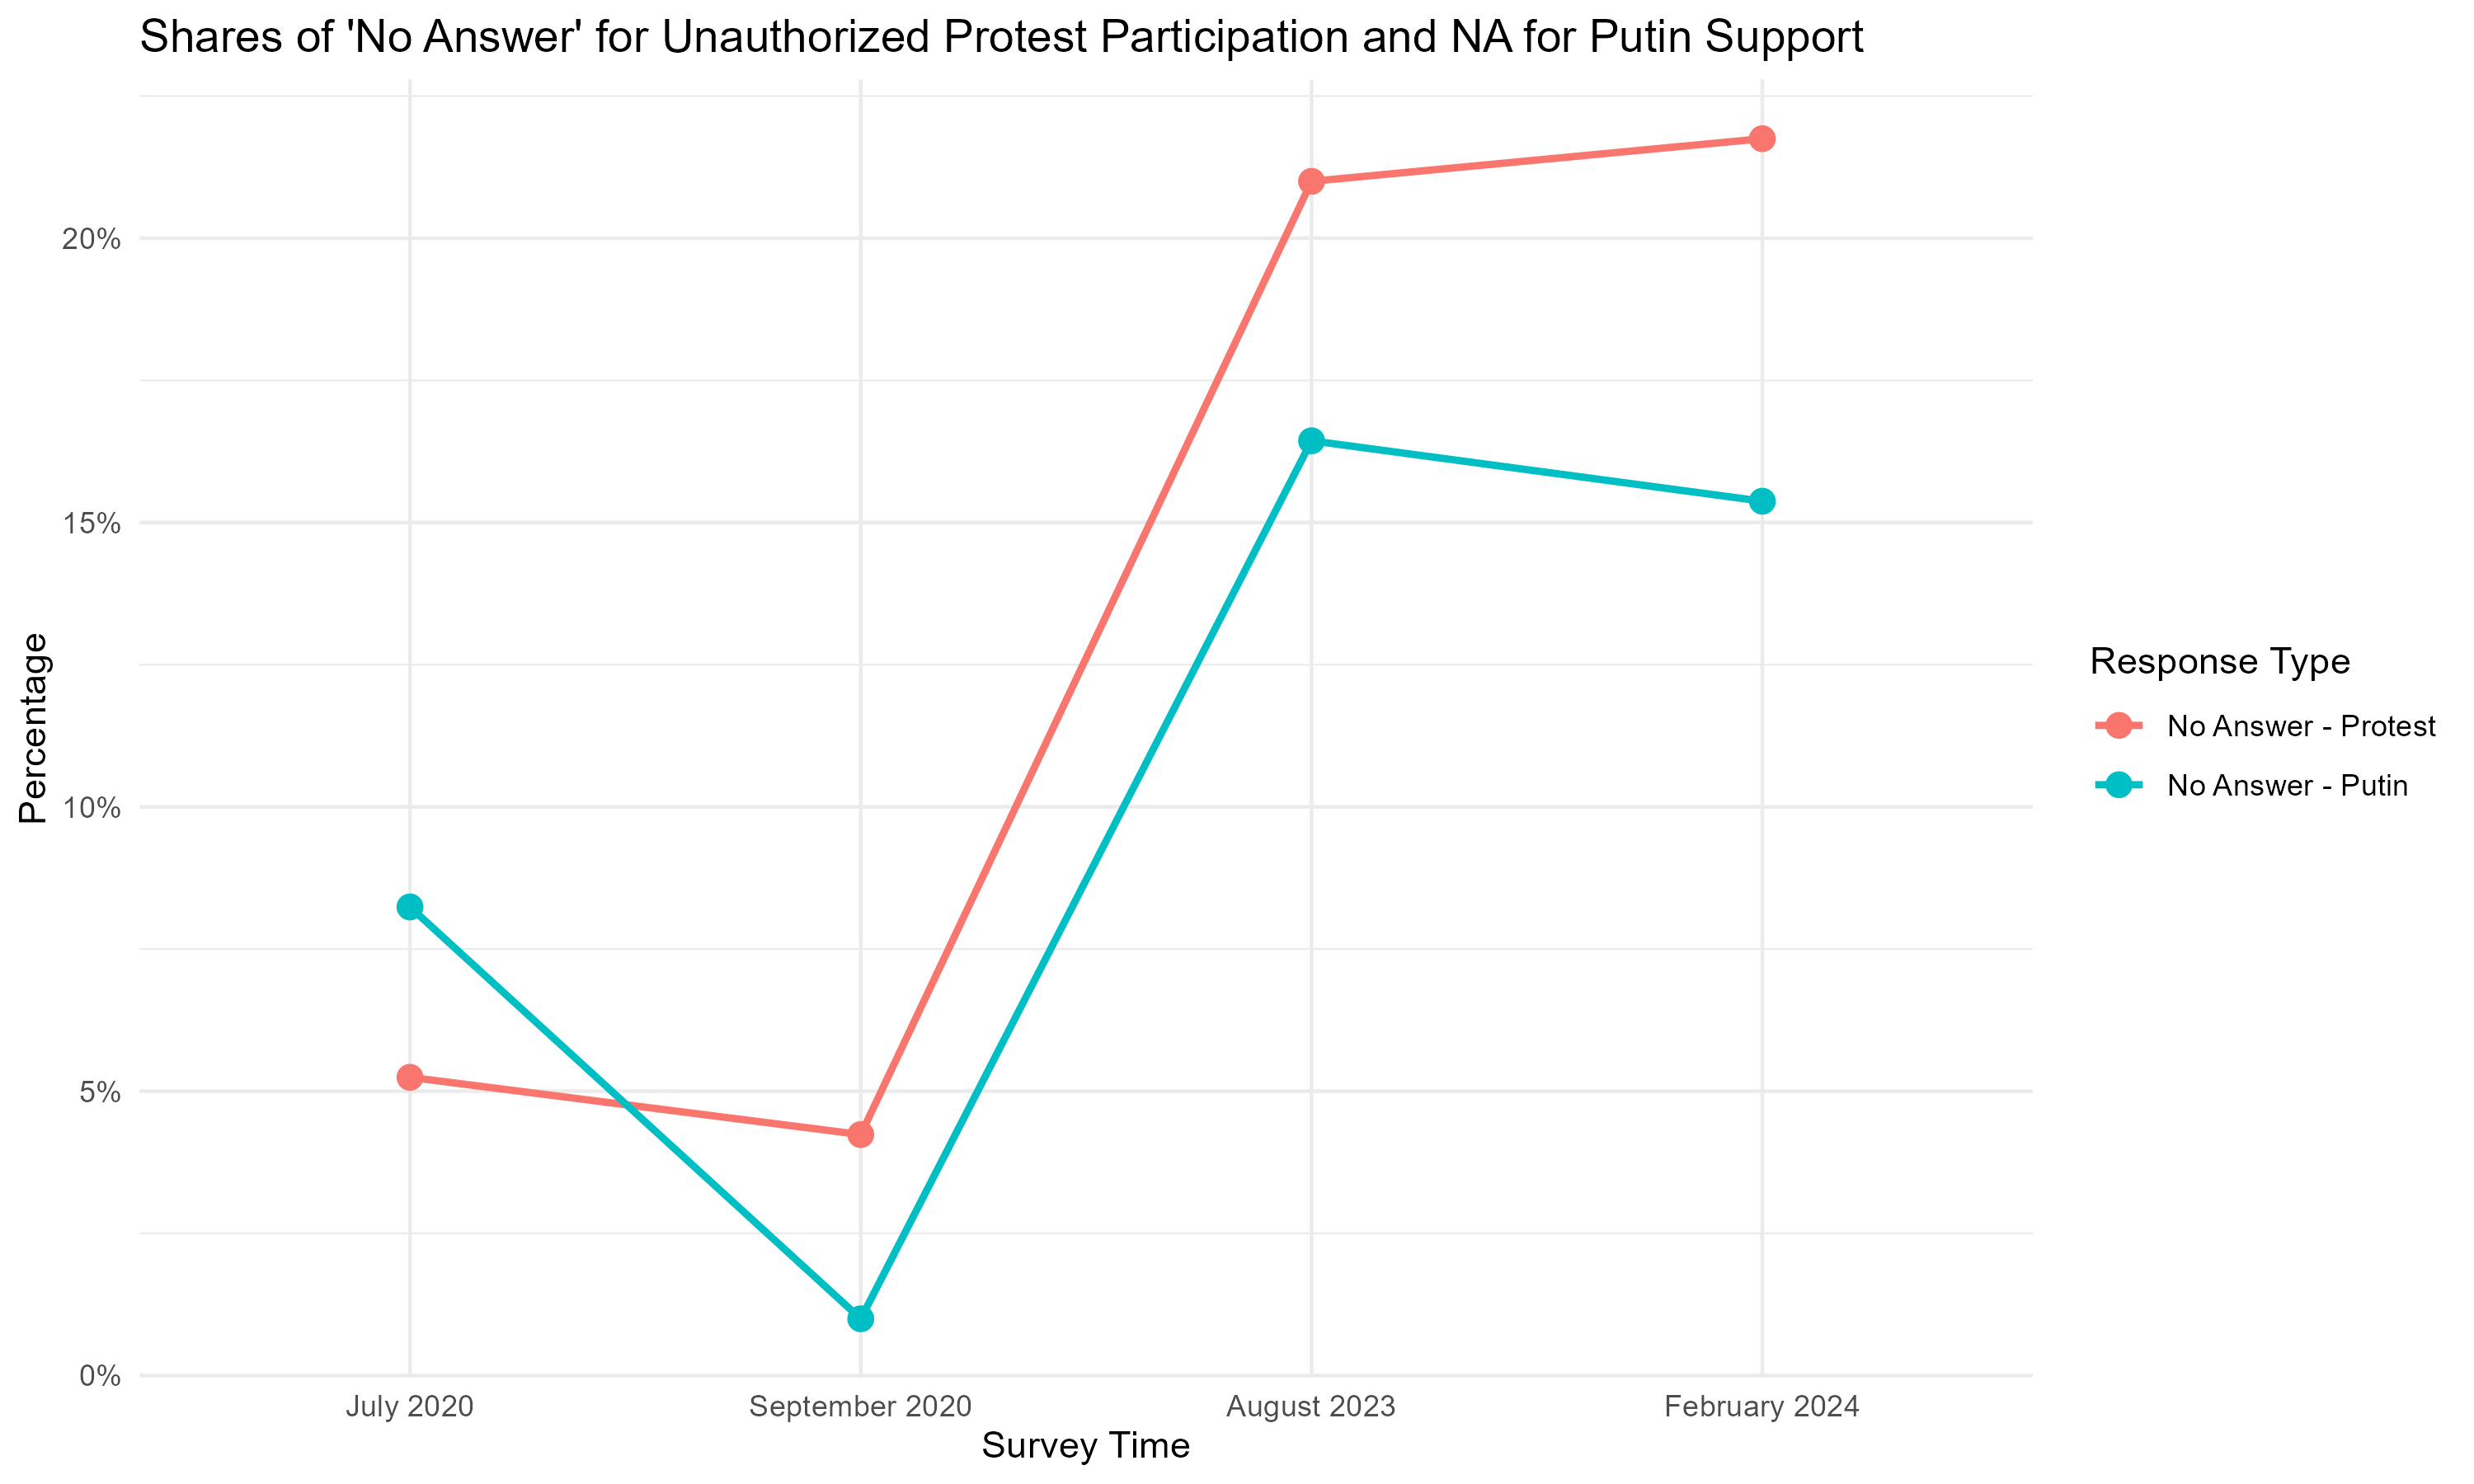 Shares of 'No Answer' for Unauthorized Protest Participation and NA for Putin Support
Percentage
20%
15%
10%
5%
0%
July 2020
September 2020
August 2023
February 2024
Survey Time
Response Type
No Answer - Protest
No Answer - Putin